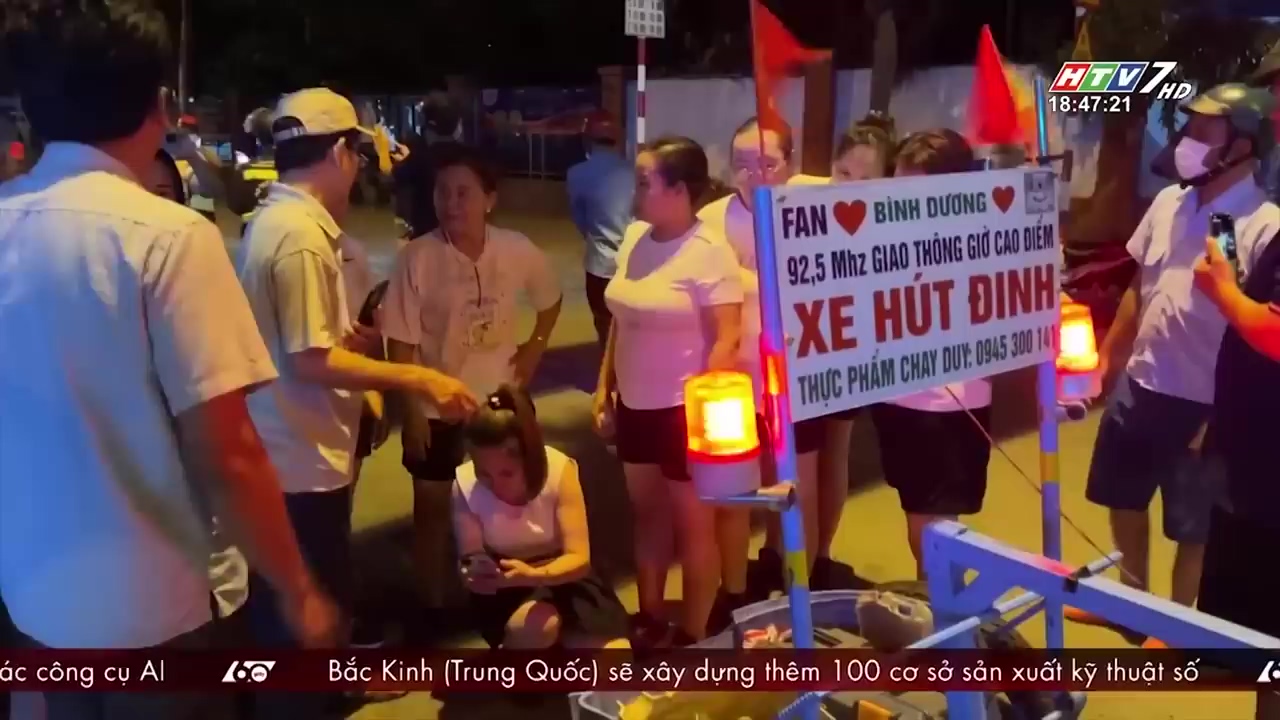 HTV7 HD
18:47:21
FAN ❤ BÌNH DƯƠNG ❤
92,5 Mhz GIAO THÔNG GIỜ CAO ĐIỂM
XE HÚT ĐINH
THỰC PHẨM CHAY DUY: 0945 300 141
ác công cụ AI 60 Bắc Kinh (Trung Quốc) sẽ xây dựng thêm 100 cơ sở sản xuất kỹ thuật số